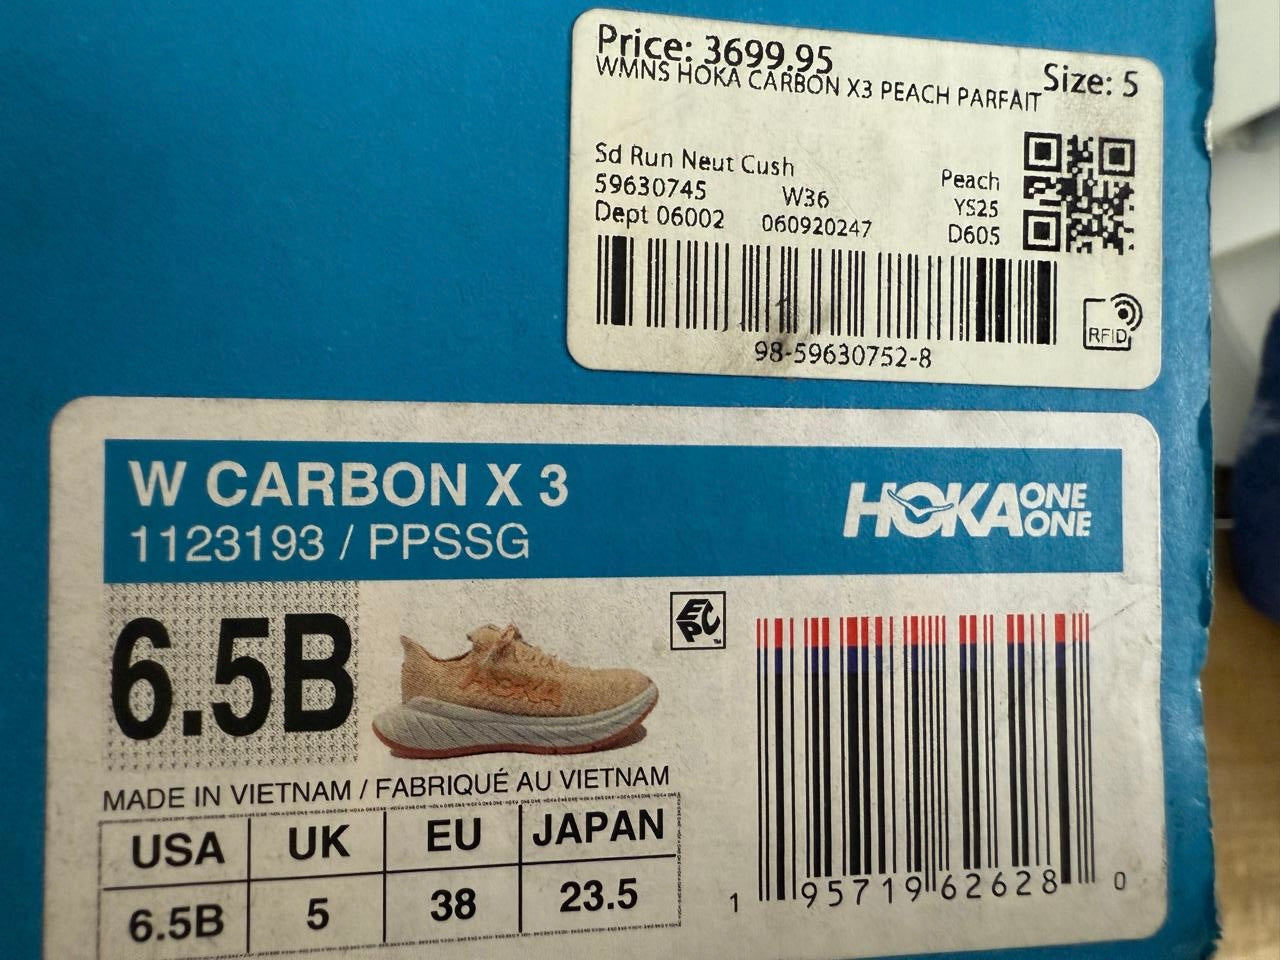 Price: 3699.95
WMNS HOKA CARBON X3 PEACH PARFAIT
Size: 5
Sd Run Neut Cush
59630745 W36 Peach
YS25
Dept 06002 060920247 D605
RFID
98-59630752-8
W CARBON X 3
1123193 / PPSSG
HOKA ONE ONE
6.5B
HOKA
EPC™
MADE IN VIETNAM / FABRIQUÉ AU VIETNAM
USA UK EU JAPAN
6.5B 5 38 23.5
1 95719 62628 0